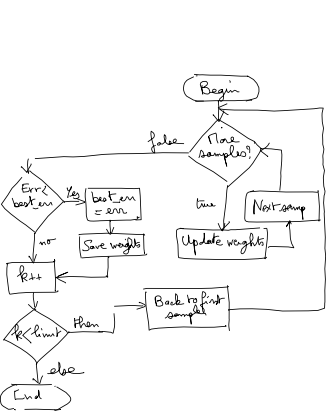 Begin
false
More
samples?
Err<
best_err
Yes
best_err
= err
true
Next samp
no
Save weights
Update weights
k++
Back to first
sample
k<limit
then
else
End